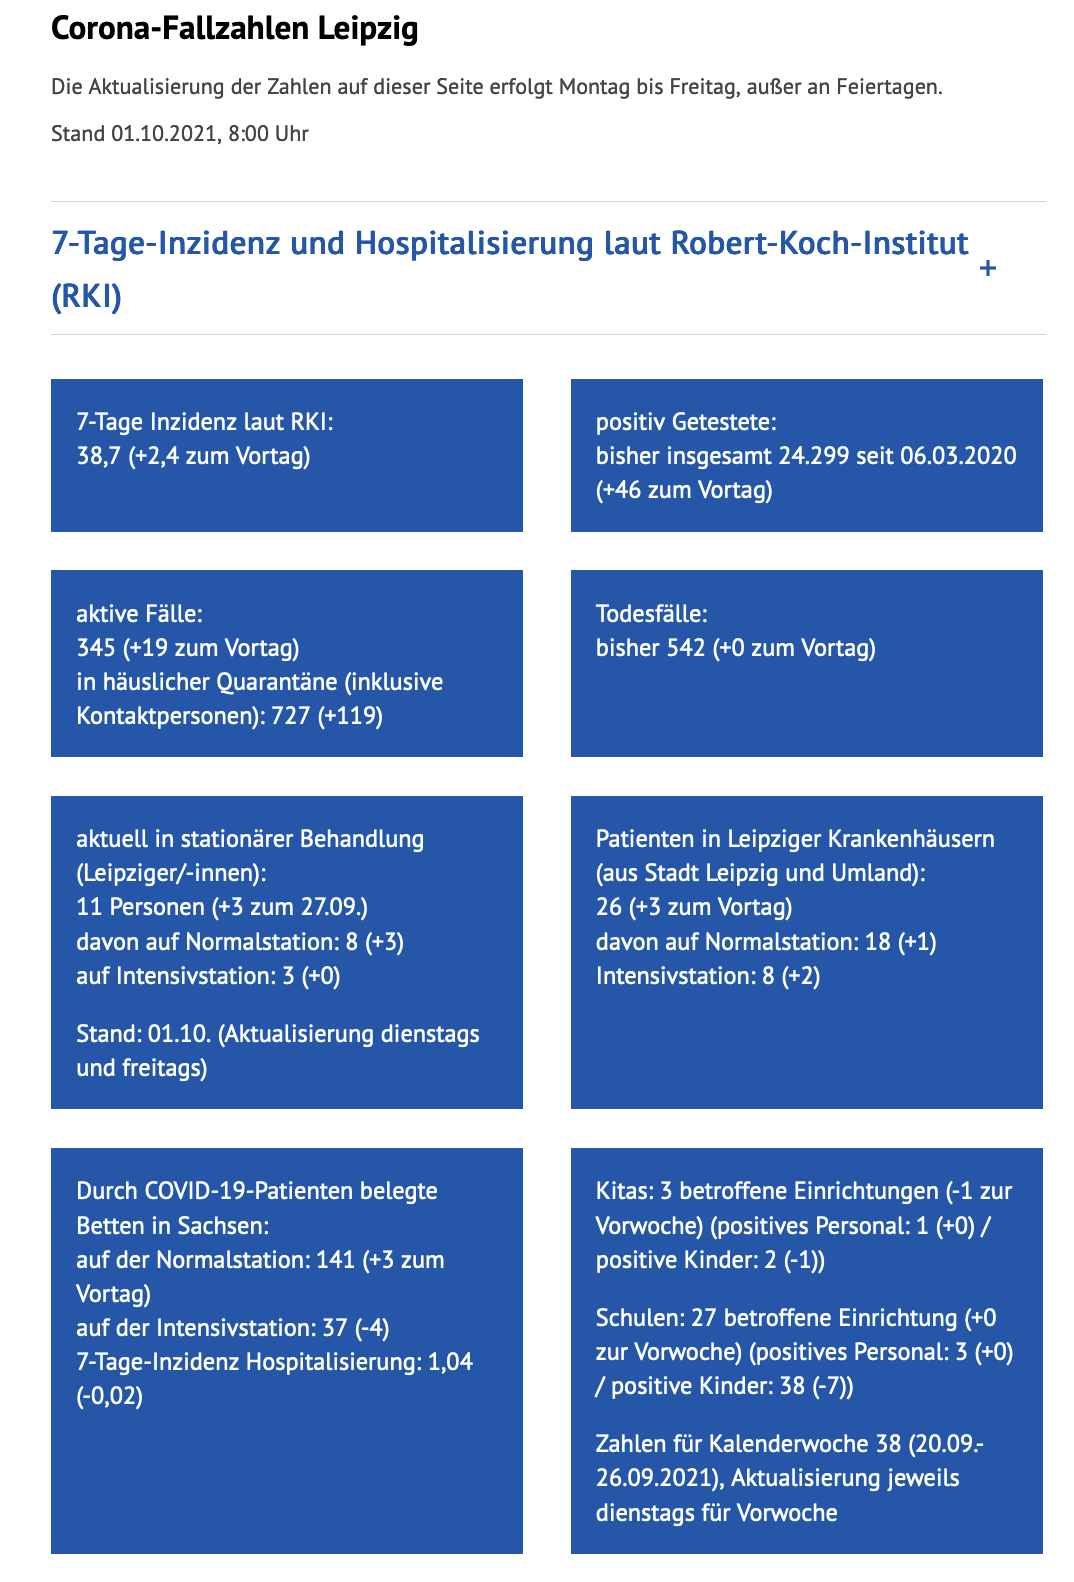 Corona-Fallzahlen Leipzig
Die Aktualisierung der Zahlen auf dieser Seite erfolgt Montag bis Freitag, außer an Feiertagen.
Stand 01.10.2021, 8:00 Uhr
7-Tage-Inzidenz und Hospitalisierung laut Robert-Koch-Institut
(RKI)
+
7-Tage Inzidenz laut RKI:
38,7 (+2,4 zum Vortag)
positiv Getestete:
bisher insgesamt 24.299 seit 06.03.2020
(+46 zum Vortag)
aktive Fälle:
345 (+19 zum Vortag)
in häuslicher Quarantäne (inklusive
Kontaktpersonen): 727 (+119)
Todesfälle:
bisher 542 (+0 zum Vortag)
aktuell in stationärer Behandlung
(Leipziger/-innen):
11 Personen (+3 zum 27.09.)
davon auf Normalstation: 8 (+3)
auf Intensivstation: 3 (+0)
Stand: 01.10. (Aktualisierung dienstags
und freitags)
Patienten in Leipziger Krankenhäusern
(aus Stadt Leipzig und Umland):
26 (+3 zum Vortag)
davon auf Normalstation: 18 (+1)
Intensivstation: 8 (+2)
Durch COVID-19-Patienten belegte
Betten in Sachsen:
auf der Normalstation: 141 (+3 zum
Vortag)
auf der Intensivstation: 37 (-4)
7-Tage-Inzidenz Hospitalisierung: 1,04
(-0,02)
Kitas: 3 betroffene Einrichtungen (-1 zur
Vorwoche) (positives Personal: 1 (+0) /
positive Kinder: 2 (-1))
Schulen: 27 betroffene Einrichtung (+0
zur Vorwoche) (positives Personal: 3 (+0)
/ positive Kinder: 38 (-7))
Zahlen für Kalenderwoche 38 (20.09.-
26.09.2021), Aktualisierung jeweils
dienstags für Vorwoche